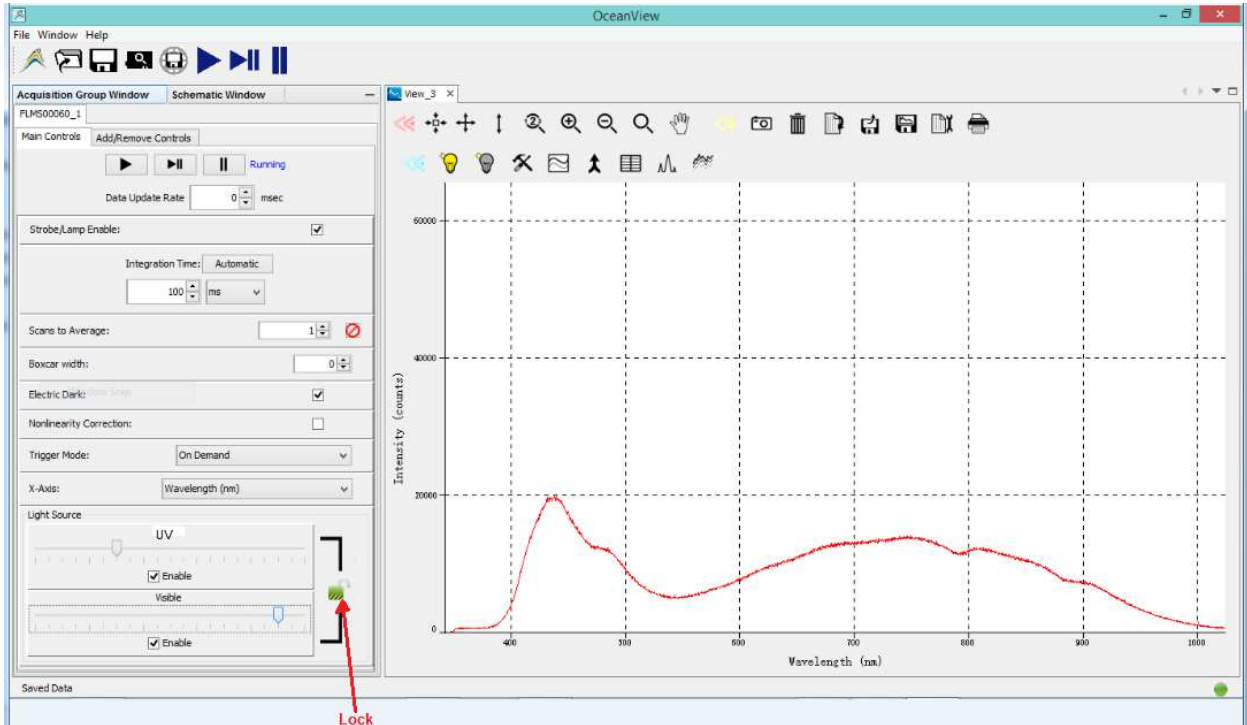 OceanView
File Window Help
Acquisition Group Window Schematic Window
View_3
FLMS00060_1
Main Controls Add/Remove Controls
Running
Data Update Rate 0 msec
Strobe/Lamp Enable:
Integration Time: Automatic
100 ms
Scans to Average: 1
Boxcar width: 0
Electric Dark:
Nonlinearity Correction:
Trigger Mode: On Demand
X-Axis: Wavelength (nm)
Light Source
UV
Enable
Visible
Enable
Intensity (counts)
60000
40000
20000
0
400 500 600 700 800 900 1000
Wavelength (nm)
Saved Data
Lock